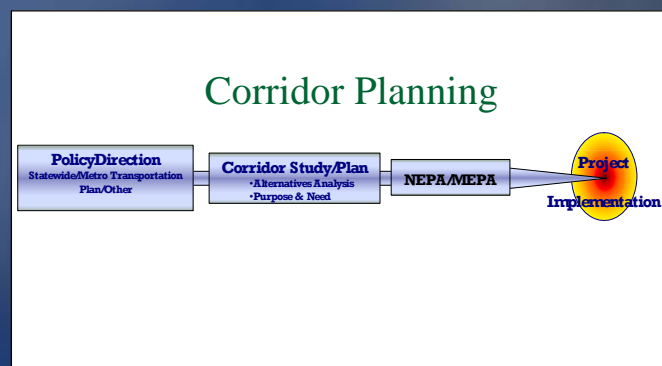 Corridor Planning
PolicyDirection
Statewide/Metro Transportation
Plan/Other
Corridor Study/Plan
•Alternatives Analysis
•Purpose & Need
NEPA/MEPA
Project
Implementation